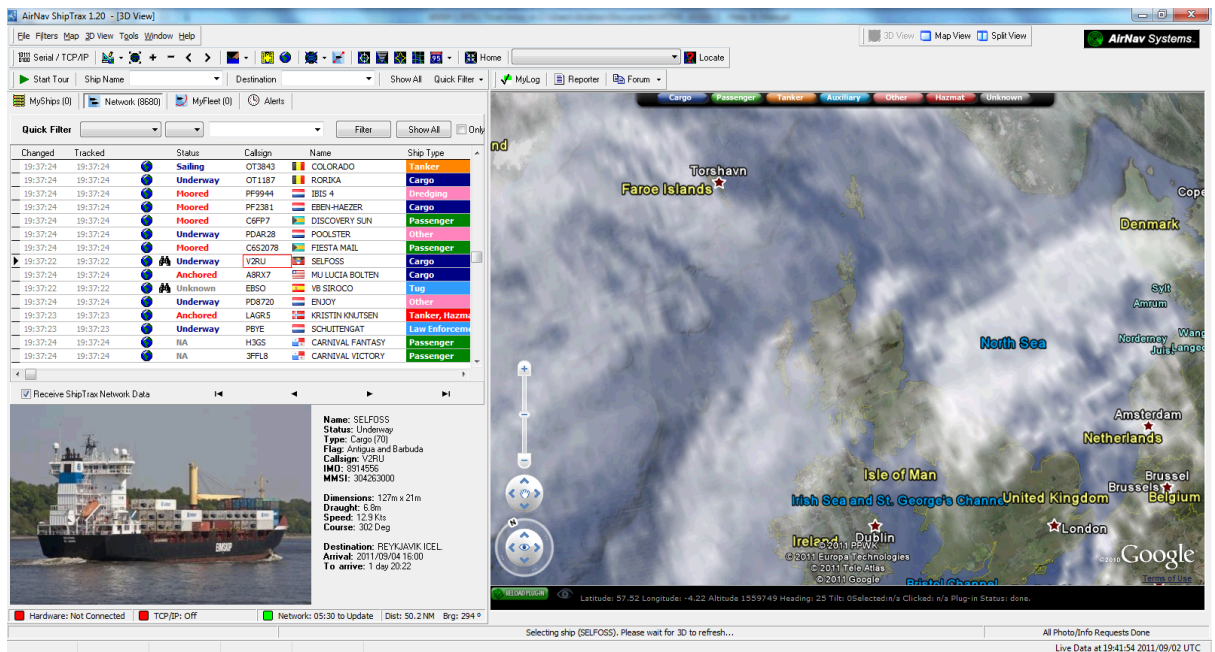 AirNav ShipTrax 1.20 - [3D View]
File Filters Map 3D View Tools Window Help
3D View Map View Split View
AirNav Systems.
Serial / TCP/IP
95
Home
Locate
Start Tour Ship Name Destination Show All Quick Filter MyLog Reporter Forum
MyShips (0) Network (8680) MyFleet (0) Alerts
Quick Filter Filter Show All Only
Changed Tracked Status Callsign Name Ship Type
19:37:24 19:37:24 Sailing OT3843 COLORADO Tanker
19:37:24 19:37:24 Underway OT1187 RORIKA Cargo
19:37:24 19:37:24 Moored PF9944 IBIS 4 Dredging
19:37:24 19:37:24 Moored PF2381 EBEN-HAEZER Cargo
19:37:24 19:37:24 Moored C6FP7 DISCOVERY SUN Passenger
19:37:24 19:37:24 Underway PDAR28 POOLSTER Other
19:37:24 19:37:24 Moored C6S2078 FIESTA MAIL Passenger
19:37:22 19:37:22 Underway V2RU SELFOSS Cargo
19:37:24 19:37:24 Anchored A8RX7 MU LUCIA BOLTEN Cargo
19:37:22 19:37:22 Unknown EBSO VB SIROCO Tug
19:37:24 19:37:24 Underway PD8720 ENJOY Other
19:37:23 19:37:23 Anchored LAGR5 KRISTIN KNUTSEN Tanker, Hazma
19:37:23 19:37:23 Underway PBYE SCHUITENGAT Law Enforceme
19:37:24 19:37:24 NA H3GS CARNIVAL FANTASY Passenger
19:37:24 19:37:24 NA 3FFL8 CARNIVAL VICTORY Passenger
Receive ShipTrax Network Data
Name: SELFOSS
Status: Underway
Type: Cargo (70)
Flag: Antigua and Barbuda
Callsign: V2RU
IMO: 8914556
MMSI: 304263000
Dimensions: 127m x 21m
Draught: 6.8m
Speed: 12.9 Kts
Course: 302 Deg
Destination: REYKJAVIK ICEL.
Arrival: 2011/09/04 16:00
To arrive: 1 day 20:22
EIMSKIP
Cargo Passenger Tanker Auxiliary Other Hazmat Unknown
nd
Torshavn
Faroe Islands
Cope
Denmark
Sylt
Amrum
North Sea
Norderney
Wang
Juist
Langeo
Amsterdam
Netherlands
Isle of Man
Brussel
Brussels
Belgium
Irish Sea and St. George's Channel
United Kingdom
London
Dublin
Ireland
Bristol Channel
© 2011 PPWK
© 2011 Europa Technologies
© 2011 Tele Atlas
© 2011 Google
©2010 Google
Terms of Use
N
RELOAD PLUG-IN
Latitude: 57.52 Longitude: -4.22 Altitude 1559749 Heading: 25 Tilt: 0Selected:n/a Clicked: n/a Plug-in Status: done.
Hardware: Not Connected TCP/IP: Off Network: 05:30 to Update Dist: 50.2 NM Brg: 294 º
Selecting ship (SELFOSS). Please wait for 3D to refresh...
All Photo/Info Requests Done
Live Data at 19:41:54 2011/09/02 UTC